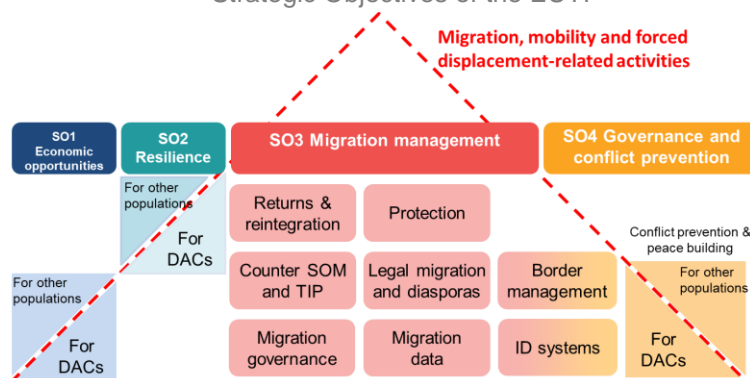 Migration, mobility and forced
displacement-related activities
SO1
Economic
opportunities
SO2
Resilience
SO3 Migration management
SO4 Governance and
conflict prevention
For other
populations
For
DACs
Returns &
reintegration
Protection
Conflict prevention &
peace building
For other
populations
For
DACs
Counter SOM
and TIP
Legal migration
and diasporas
Border
management
For other
populations
For
DACs
Migration
governance
Migration
data
ID systems